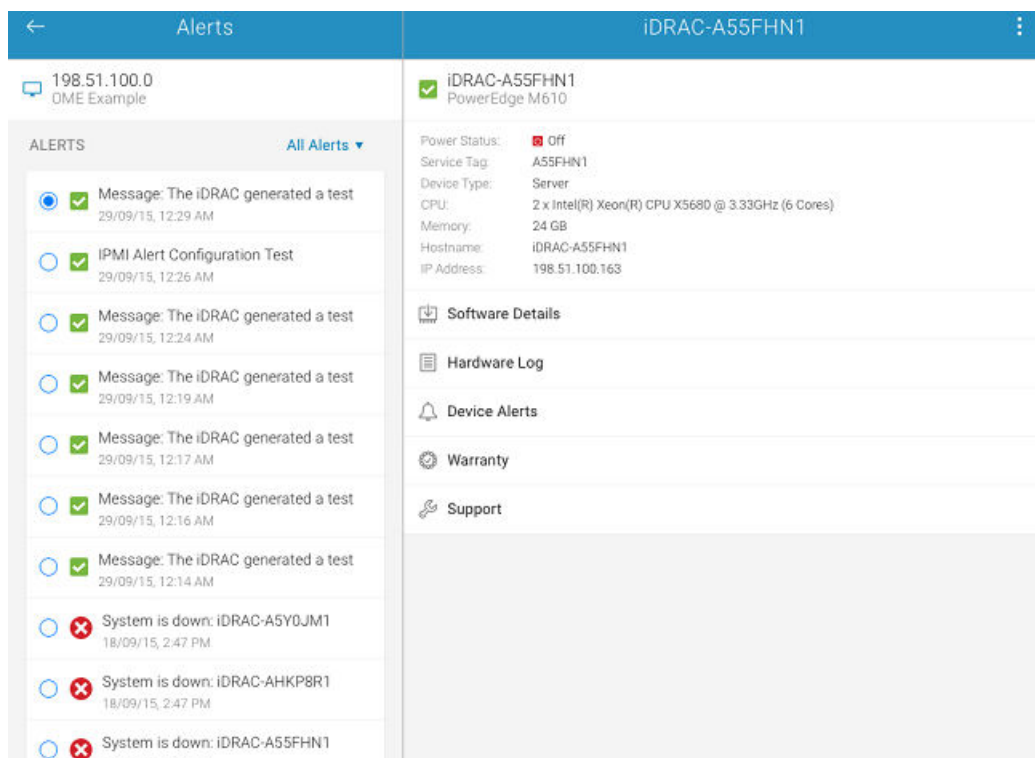 Alerts
198.51.100.0
OME Example
ALERTS
All Alerts
Message: The iDRAC generated a test
29/09/15, 12:29 AM
IPMI Alert Configuration Test
29/09/15, 12:26 AM
Message: The iDRAC generated a test
29/09/15, 12:24 AM
Message: The iDRAC generated a test
29/09/15, 12:19 AM
Message: The iDRAC generated a test
29/09/15, 12:17 AM
Message: The iDRAC generated a test
29/09/15, 12:16 AM
Message: The iDRAC generated a test
29/09/15, 12:14 AM
System is down: iDRAC-A5Y0JM1
18/09/15, 2:47 PM
System is down: iDRAC-AHKP8R1
18/09/15, 2:47 PM
System is down: iDRAC-A55FHN1
iDRAC-A55FHN1
iDRAC-A55FHN1
PowerEdge M610
Power Status: Off
Service Tag: A55FHN1
Device Type: Server
CPU: 2 x Intel(R) Xeon(R) CPU X5680 @ 3.33GHz (6 Cores)
Memory: 24 GB
Hostname: iDRAC-A55FHN1
IP Address: 198.51.100.163
Software Details
Hardware Log
Device Alerts
Warranty
Support